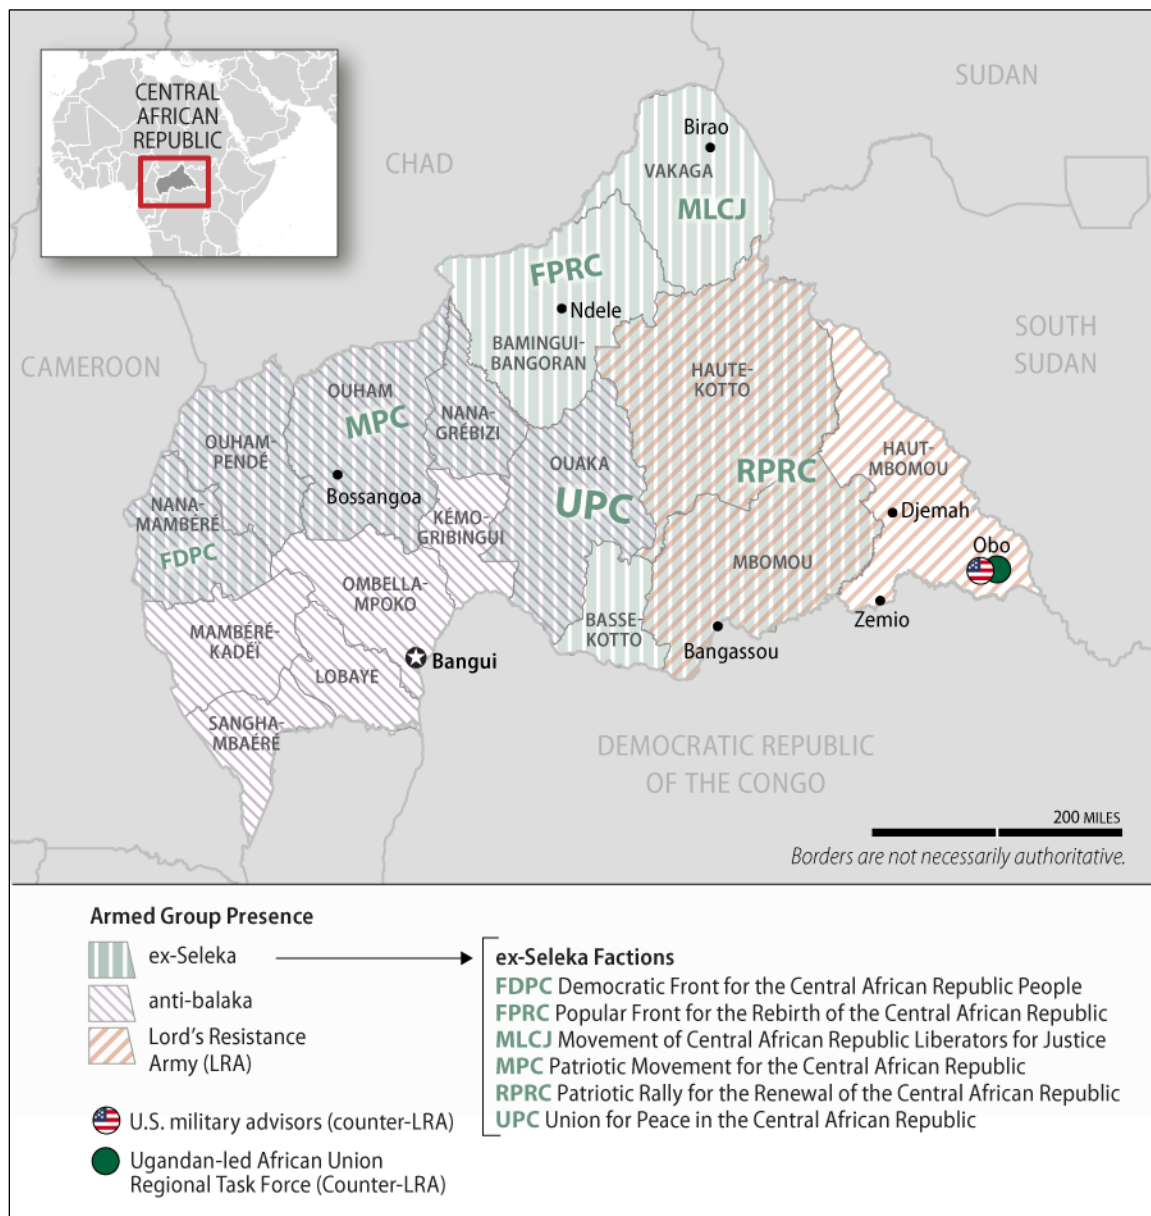 CENTRAL
AFRICAN
REPUBLIC
SUDAN
CHAD
Birao
VAKAGA
MLCJ
FPRC
Ndele
BAMINGUI-
BANGORAN
SOUTH
SUDAN
CAMEROON
HAUTE-
KOTTO
OUHAM
MPC
NANA-
GRÉBIZI
OUHAM-
PENDÉ
HAUT-
MBOMOU
OUAKA
RPRC
Bossangoa
UPC
NANA-
MAMBÉRÉ
Djemah
KÉMO-
GRIBINGUI
FDPC
Obo
MBOMOU
OMBELLA-
MPOKO
BASSE-
KOTTO
Zemio
MAMBÉRÉ-
KADÉÏ
Bangassou
Bangui
LOBAYE
SANGHA-
MBAÉRÉ
DEMOCRATIC REPUBLIC
OF THE CONGO
200 MILES
Borders are not necessarily authoritative.
Armed Group Presence
ex-Seleka
anti-balaka
Lord's Resistance
Army (LRA)
U.S. military advisors (counter-LRA)
Ugandan-led African Union
Regional Task Force (Counter-LRA)
ex-Seleka Factions
FDPC Democratic Front for the Central African Republic People
FPRC Popular Front for the Rebirth of the Central African Republic
MLCJ Movement of Central African Republic Liberators for Justice
MPC Patriotic Movement for the Central African Republic
RPRC Patriotic Rally for the Renewal of the Central African Republic
UPC Union for Peace in the Central African Republic